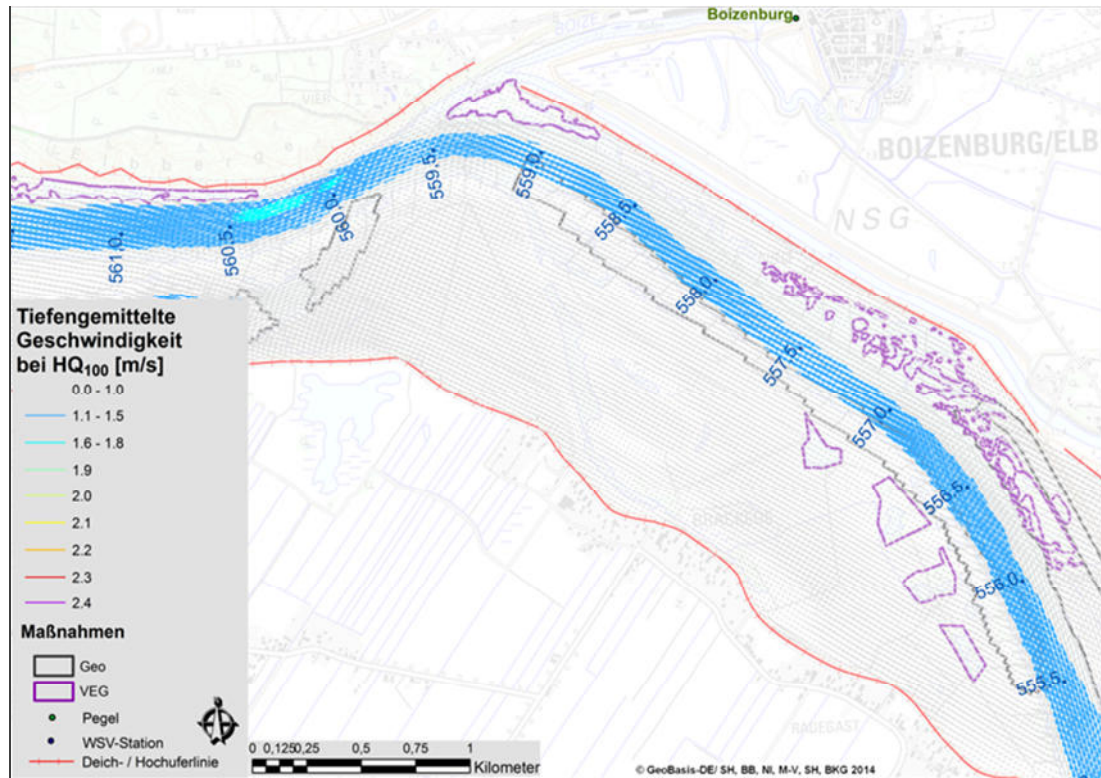 Boizenburg
BOIZE
VIER
BOIZENBURG/ELB
NSG
559.5
559.0
558.5
560.0
560.5
561.0
558.0
557.5
557.0
556.5
556.0
555.5
RADEGAST
Tiefengemittelte
Geschwindigkeit
bei HQ100 [m/s]
0.0 - 1.0
1.1 - 1.5
1.6 - 1.8
1.9
2.0
2.1
2.2
2.3
2.4
Maßnahmen
Geo
VEG
Pegel
WSV-Station
Deich- / Hochuferlinie
0 0,1250,25 0,5 0,75 1
Kilometer
© GeoBasis-DE/ SH, BB, NI, M-V, SH, BKG 2014